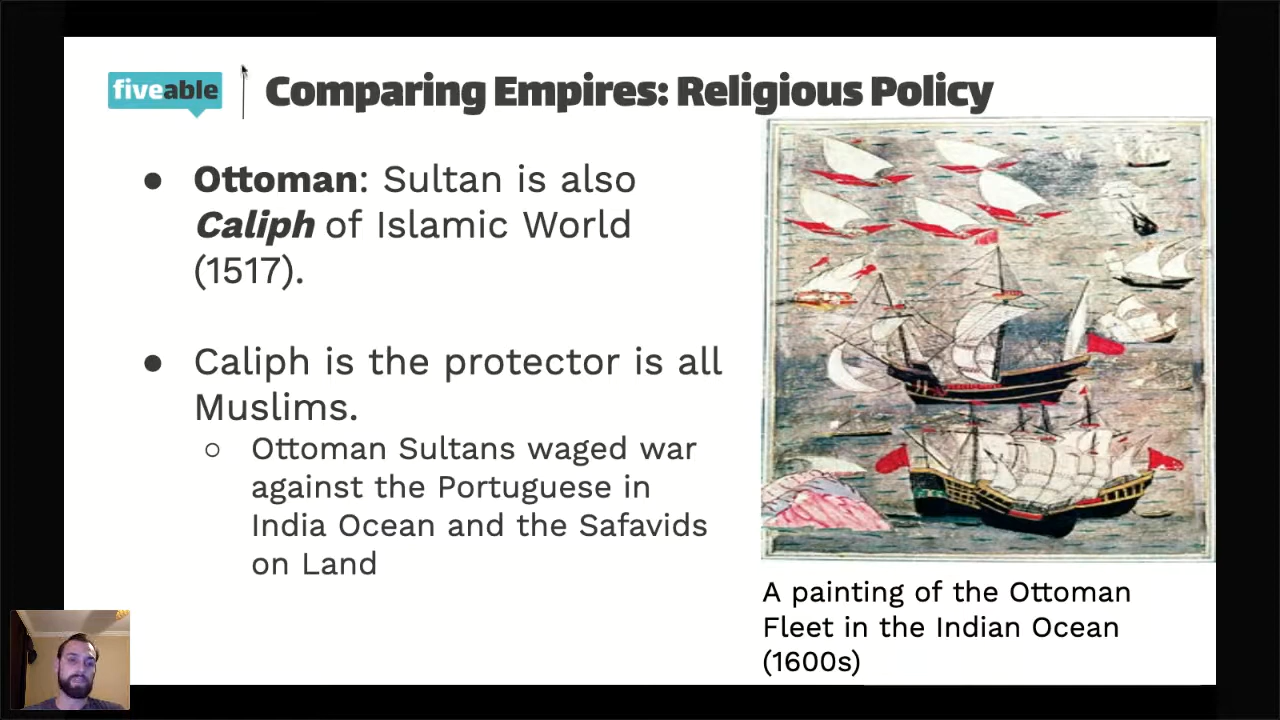 fiveable
Comparing Empires: Religious Policy
● Ottoman: Sultan is also
Caliph of Islamic World
(1517).
● Caliph is the protector is all
Muslims.
○ Ottoman Sultans waged war
against the Portuguese in
India Ocean and the Safavids
on Land
A painting of the Ottoman
Fleet in the Indian Ocean
(1600s)